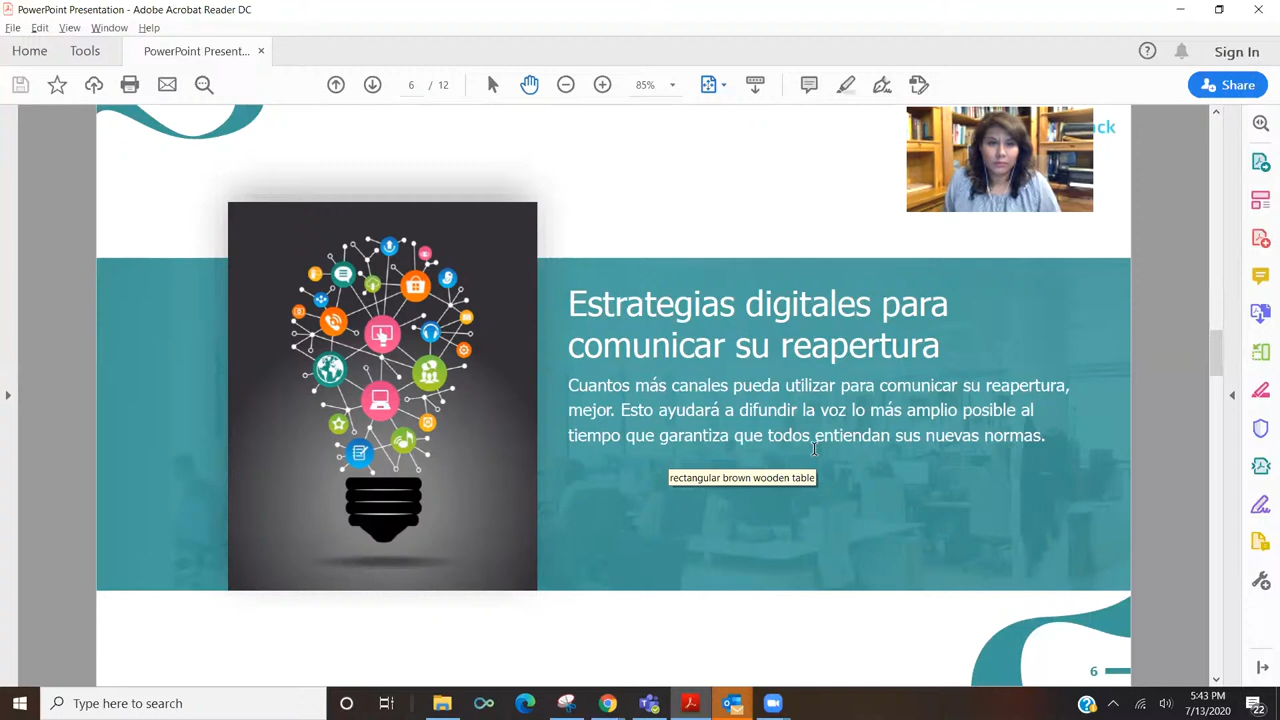 PowerPoint Presentation - Adobe Acrobat Reader DC
File Edit View Window Help
Home Tools PowerPoint Present... × Sign In
6 / 12 85% Share
ck
Estrategias digitales para
comunicar su reapertura
Cuantos más canales pueda utilizar para comunicar su reapertura,
mejor. Esto ayudará a difundir la voz lo más amplio posible al
tiempo que garantiza que todos entiendan sus nuevas normas.
rectangular brown wooden table
6
Type here to search
5:43 PM
7/13/2020
22